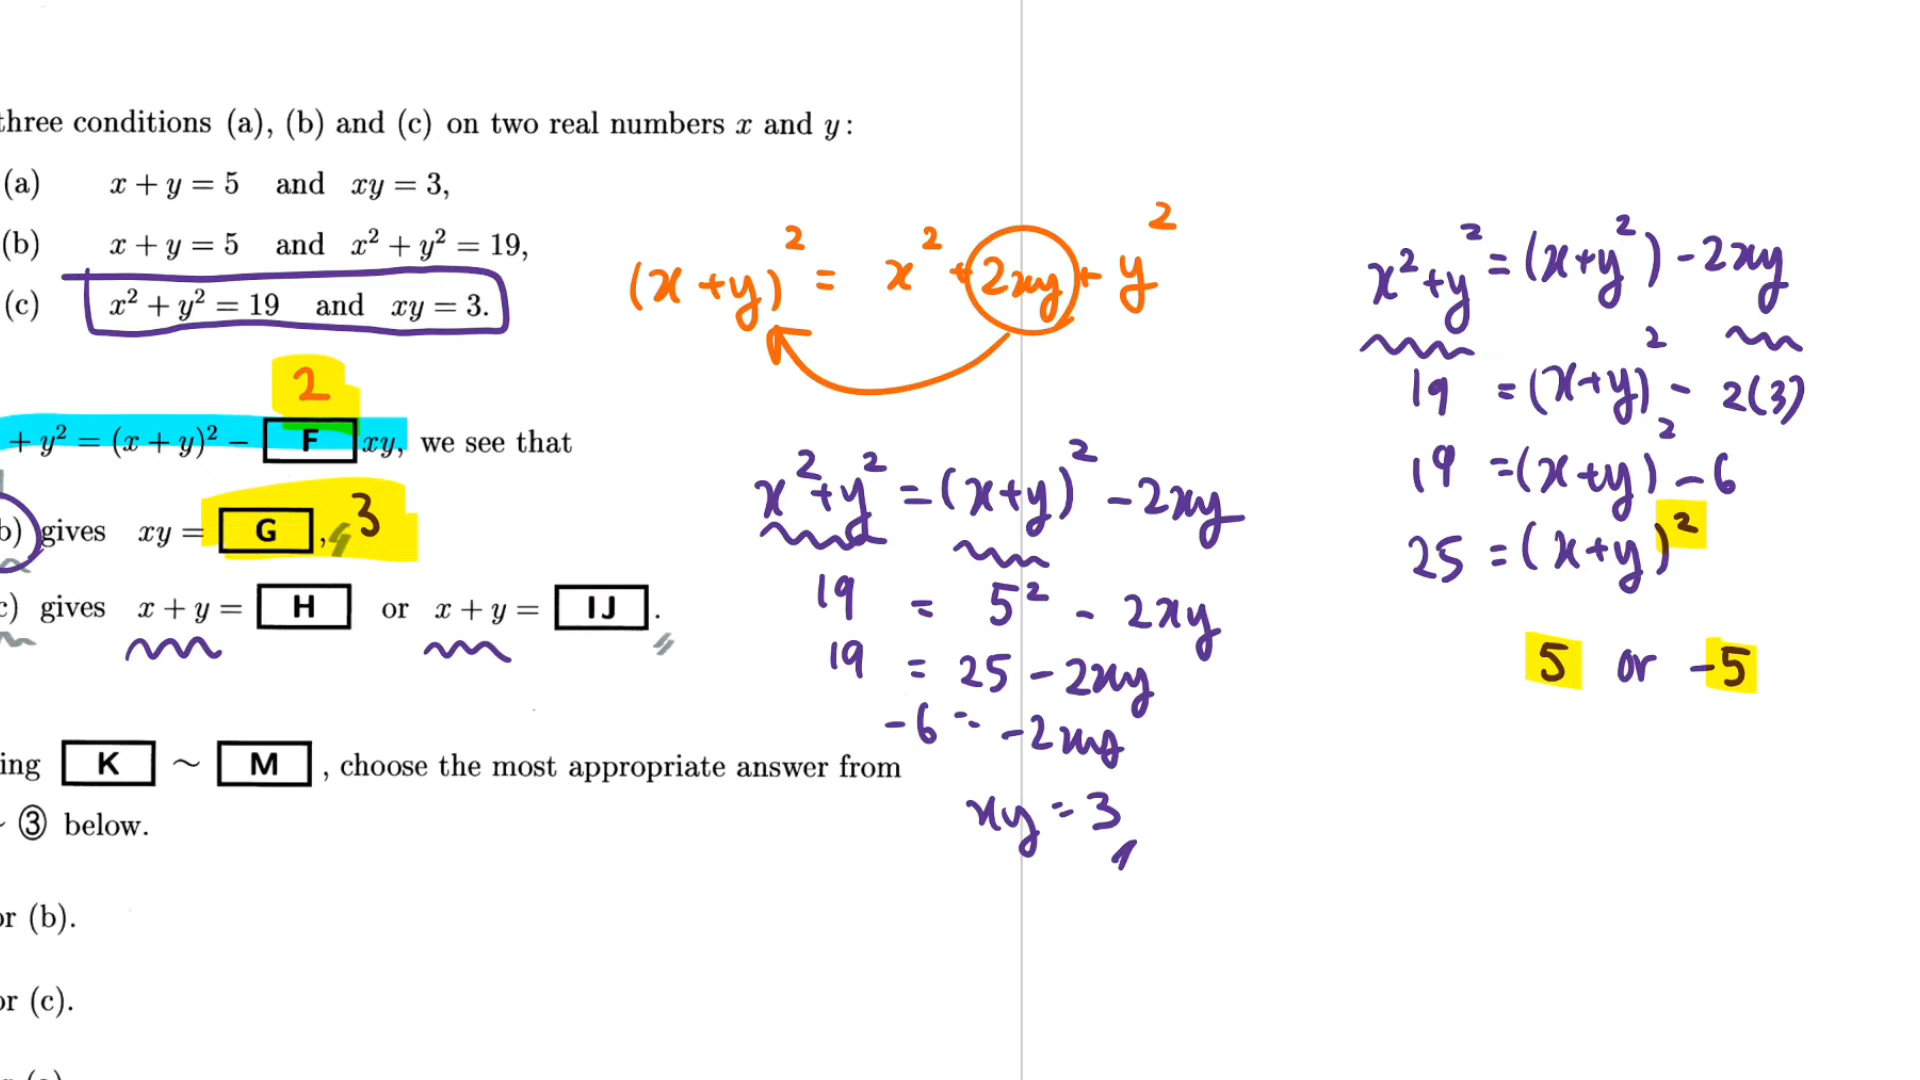 three conditions (a), (b) and (c) on two real numbers x and y:
(a) x + y = 5 and xy = 3,
(b) x + y = 5 and x² + y² = 19,
(c) x² + y² = 19 and xy = 3.
2
+ y² = (x + y)² − F xy, we see that
b) gives xy = G , 3
c) gives x + y = H or x + y = IJ .
ing K ~ M , choose the most appropriate answer from
~ ③ below.
or (b).
or (c).
(x+y)² = x² + 2xy + y²
x²+y² = (x+y)² − 2xy
19 = 5² − 2xy
19 = 25 − 2xy
−6 = −2xy
xy = 3
x²+y² = (x+y²) − 2xy
19 = (x+y)² − 2(3)
19 = (x+y)² − 6
25 = (x+y)²
5 or −5